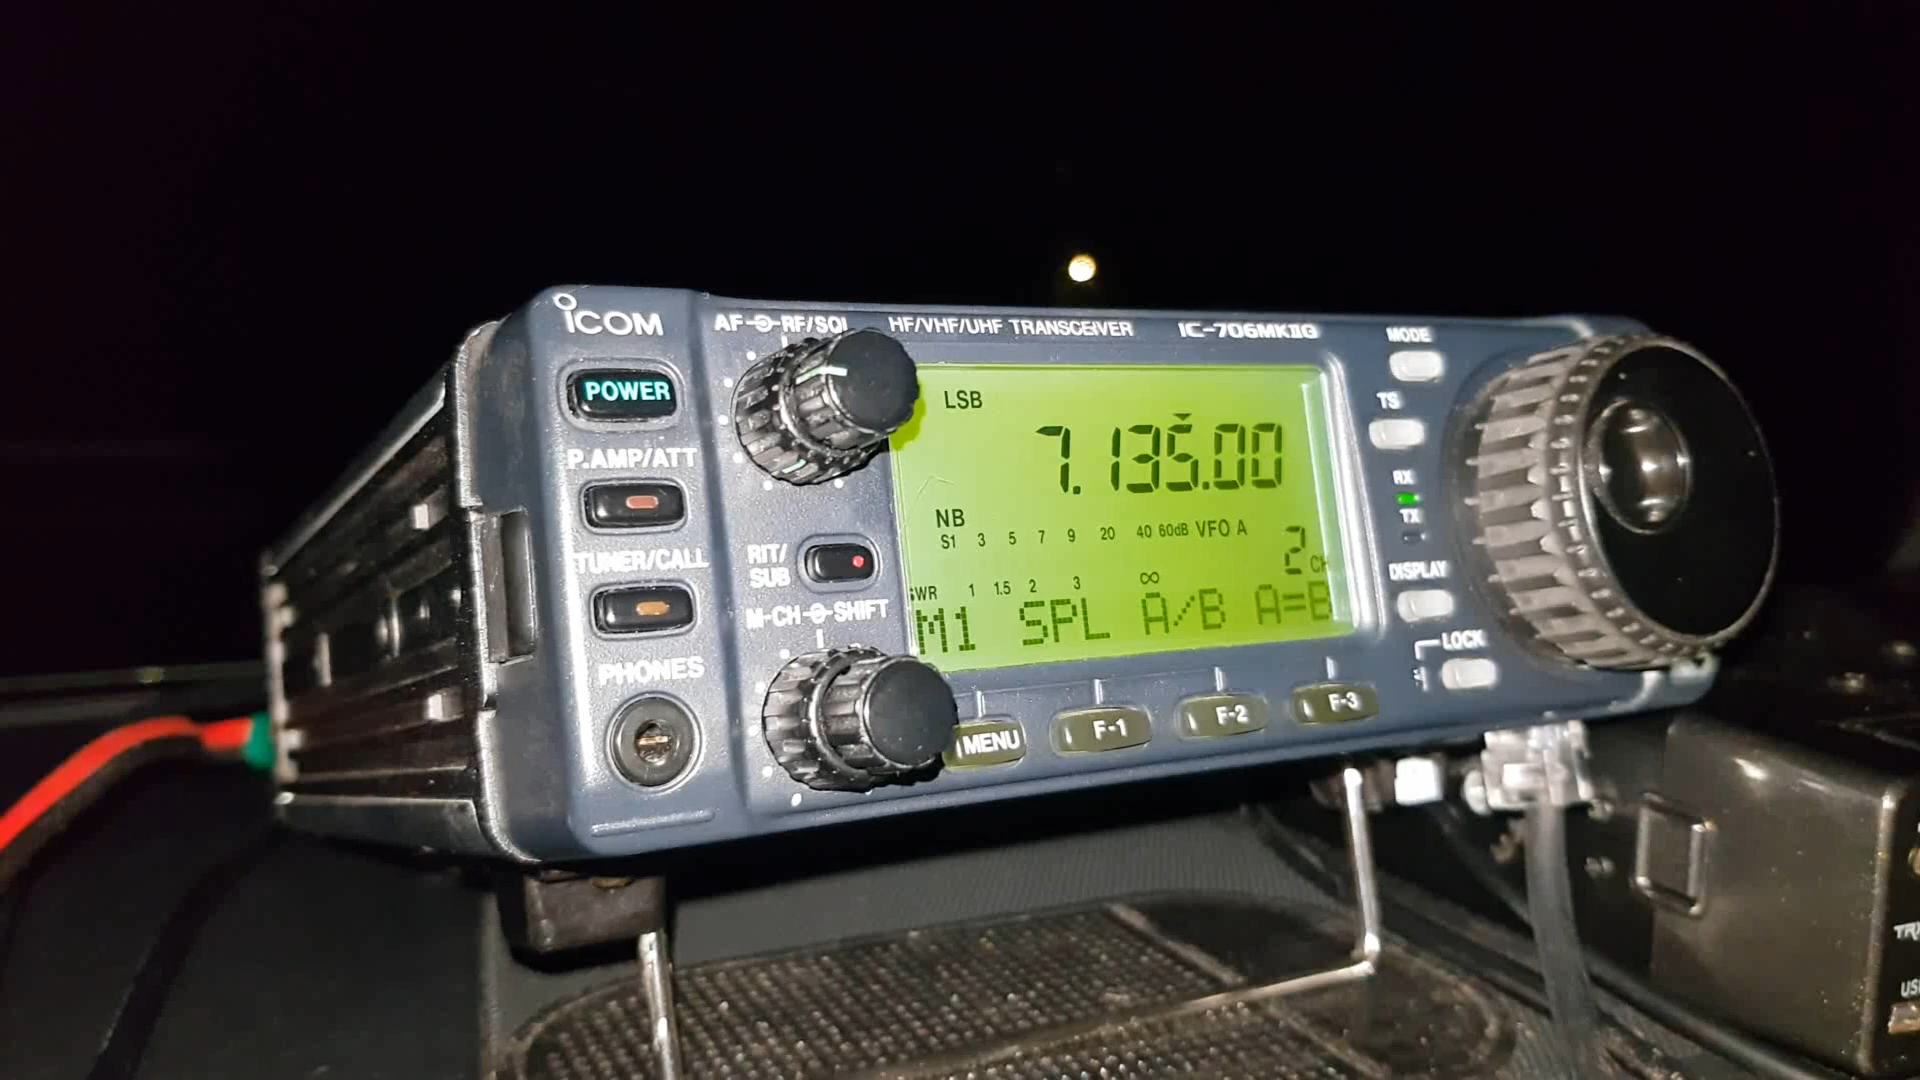 iCOM
AF RF/SQL
HF/VHF/UHF TRANSCEIVER
IC-706MKIIG
MODE
POWER
LSB
TS
7.135.00
P.AMP/ATT
RX
TX
NB
S1 3 5 7 9 20 40 60dB VFO A
2 CH
TUNER/CALL
RIT/
SUB
DISPLAY
SWR 1 1.5 2 3 ∞
M-CH SHIFT
M1 SPL A/B A=B
LOCK
PHONES
MENU F-1 F-2 F-3